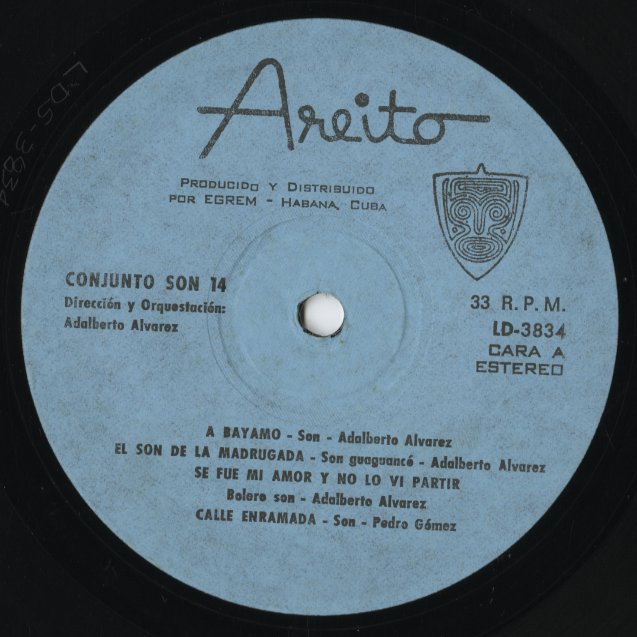 Areito
PRODUCIDO Y DISTRIBUIDO
POR EGREM - HABANA, CUBA
CONJUNTO SON 14
Dirección y Orquestación:
Adalberto Alvarez
33 R. P. M.
LD-3834
CARA A
ESTEREO
A BAYAMO - Son - Adalberto Alvarez
EL SON DE LA MADRUGADA - Son guaguancó - Adalberto Alvarez
SE FUE MI AMOR Y NO LO VI PARTIR
Bolero son - Adalberto Alvarez
CALLE ENRAMADA - Son - Pedro Gómez
LDS-3834